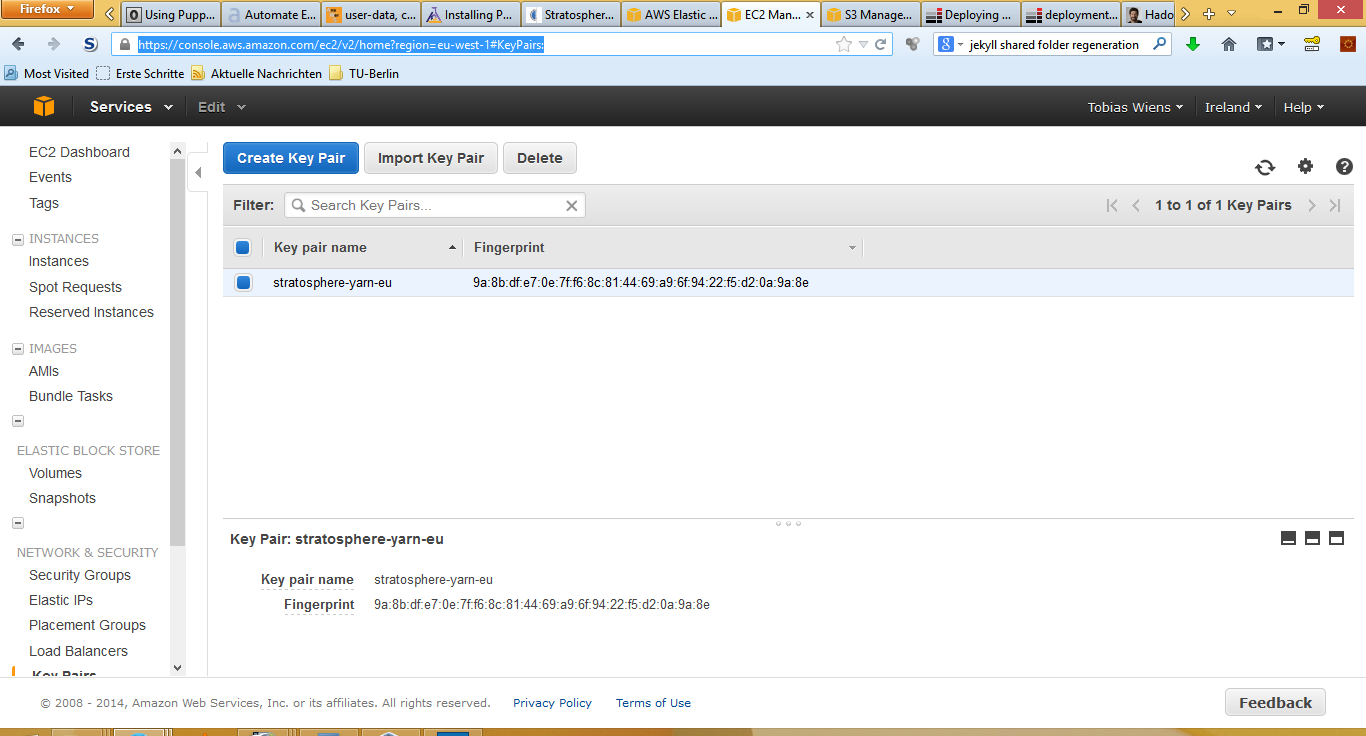 Firefox
Using Pupp...
Automate E...
user-data, c...
Installing P...
Stratospher...
AWS Elastic ...
EC2 Man...
S3 Manage...
Deploying ...
deployment...
Hado
https://console.aws.amazon.com/ec2/v2/home?region=eu-west-1#KeyPairs:
jekyll shared folder regeneration
Most Visited
Erste Schritte
Aktuelle Nachrichten
TU-Berlin
Services
Edit
Tobias Wiens
Ireland
Help
EC2 Dashboard
Events
Tags
INSTANCES
Instances
Spot Requests
Reserved Instances
IMAGES
AMIs
Bundle Tasks
ELASTIC BLOCK STORE
Volumes
Snapshots
NETWORK & SECURITY
Security Groups
Elastic IPs
Placement Groups
Load Balancers
Key Pairs
Create Key Pair
Import Key Pair
Delete
Filter:
Search Key Pairs...
1 to 1 of 1 Key Pairs
Key pair name
Fingerprint
stratosphere-yarn-eu
9a:8b:df:e7:0e:7f:f6:8c:81:44:69:a9:6f:94:22:f5:d2:0a:9a:8e
Key Pair: stratosphere-yarn-eu
Key pair name
stratosphere-yarn-eu
Fingerprint
9a:8b:df:e7:0e:7f:f6:8c:81:44:69:a9:6f:94:22:f5:d2:0a:9a:8e
© 2008 - 2014, Amazon Web Services, Inc. or its affiliates. All rights reserved.
Privacy Policy
Terms of Use
Feedback